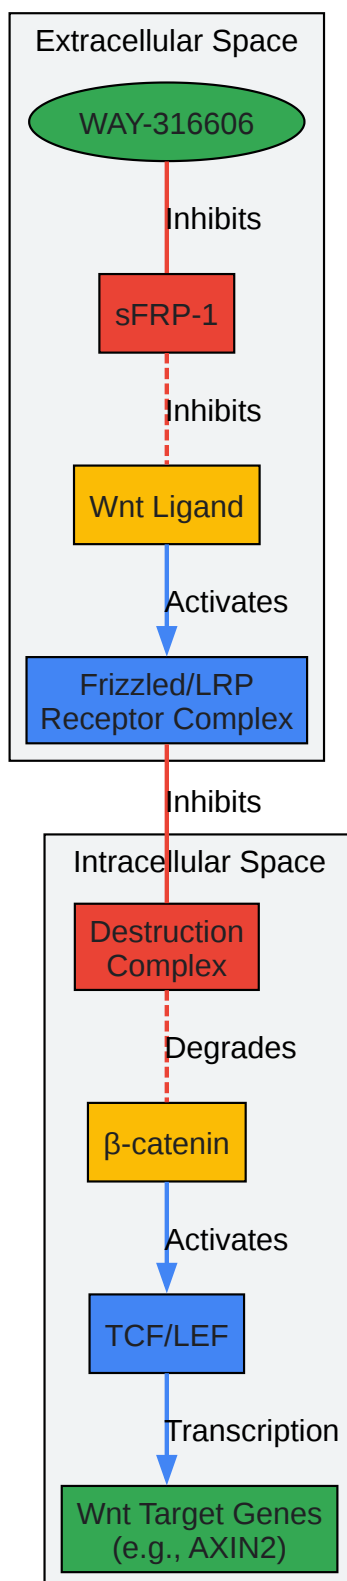 Extracellular Space
WAY-316606
Inhibits
sFRP-1
Inhibits
Wnt Ligand
Activates
Frizzled/LRP
Receptor Complex
Inhibits
Intracellular Space
Destruction
Complex
Degrades
β-catenin
Activates
TCF/LEF
Transcription
Wnt Target Genes
(e.g., AXIN2)